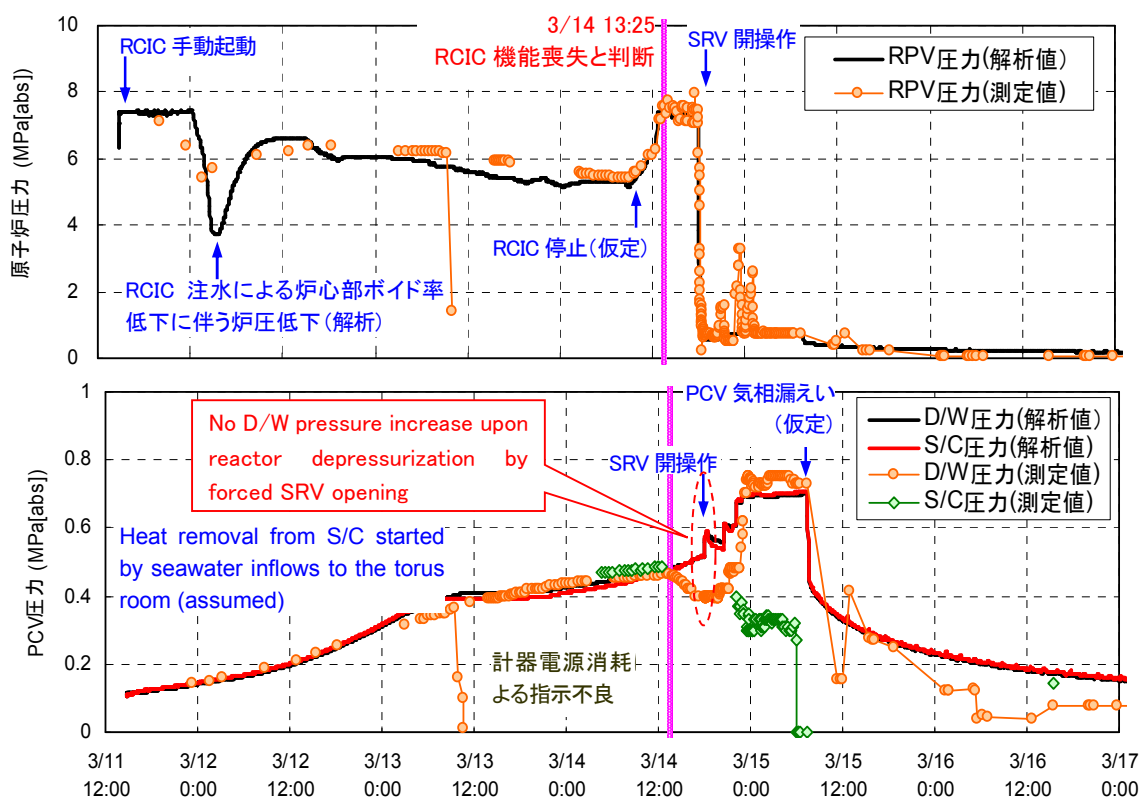 10
8
6
4
2
0
原子炉圧力 (MPa[abs])
3/14 13:25
RCIC 機能喪失と判断
RCIC 手動起動
SRV 開操作
RPV圧力(解析値)
RPV圧力(測定値)
RCIC 停止(仮定)
RCIC 注水による炉心部ボイド率
低下に伴う炉圧低下(解析)
1
0.8
0.6
0.4
0.2
0
PCV圧力 (MPa[abs])
No D/W pressure increase upon
reactor depressurization by
forced SRV opening
Heat removal from S/C started
by seawater inflows to the torus
room (assumed)
SRV 開操作
PCV 気相漏えい
(仮定)
D/W圧力(解析値)
S/C圧力(解析値)
D/W圧力(測定値)
S/C圧力(測定値)
計器電源消耗
よる指示不良
3/11 3/12 3/12 3/13 3/13 3/14 3/14 3/15 3/15 3/16 3/16 3/17
12:00 0:00 12:00 0:00 12:00 0:00 12:00 0:00 12:00 0:00 12:00 0:00